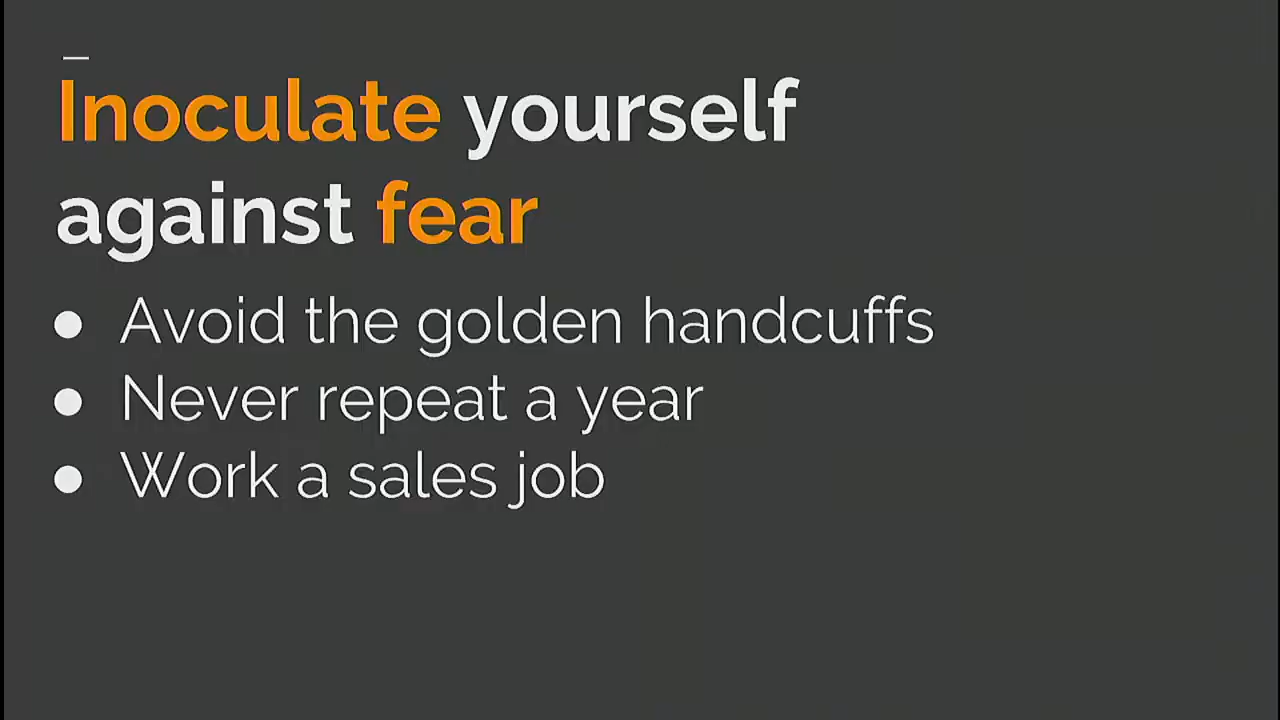 Inoculate yourself
against fear
● Avoid the golden handcuffs
● Never repeat a year
● Work a sales job